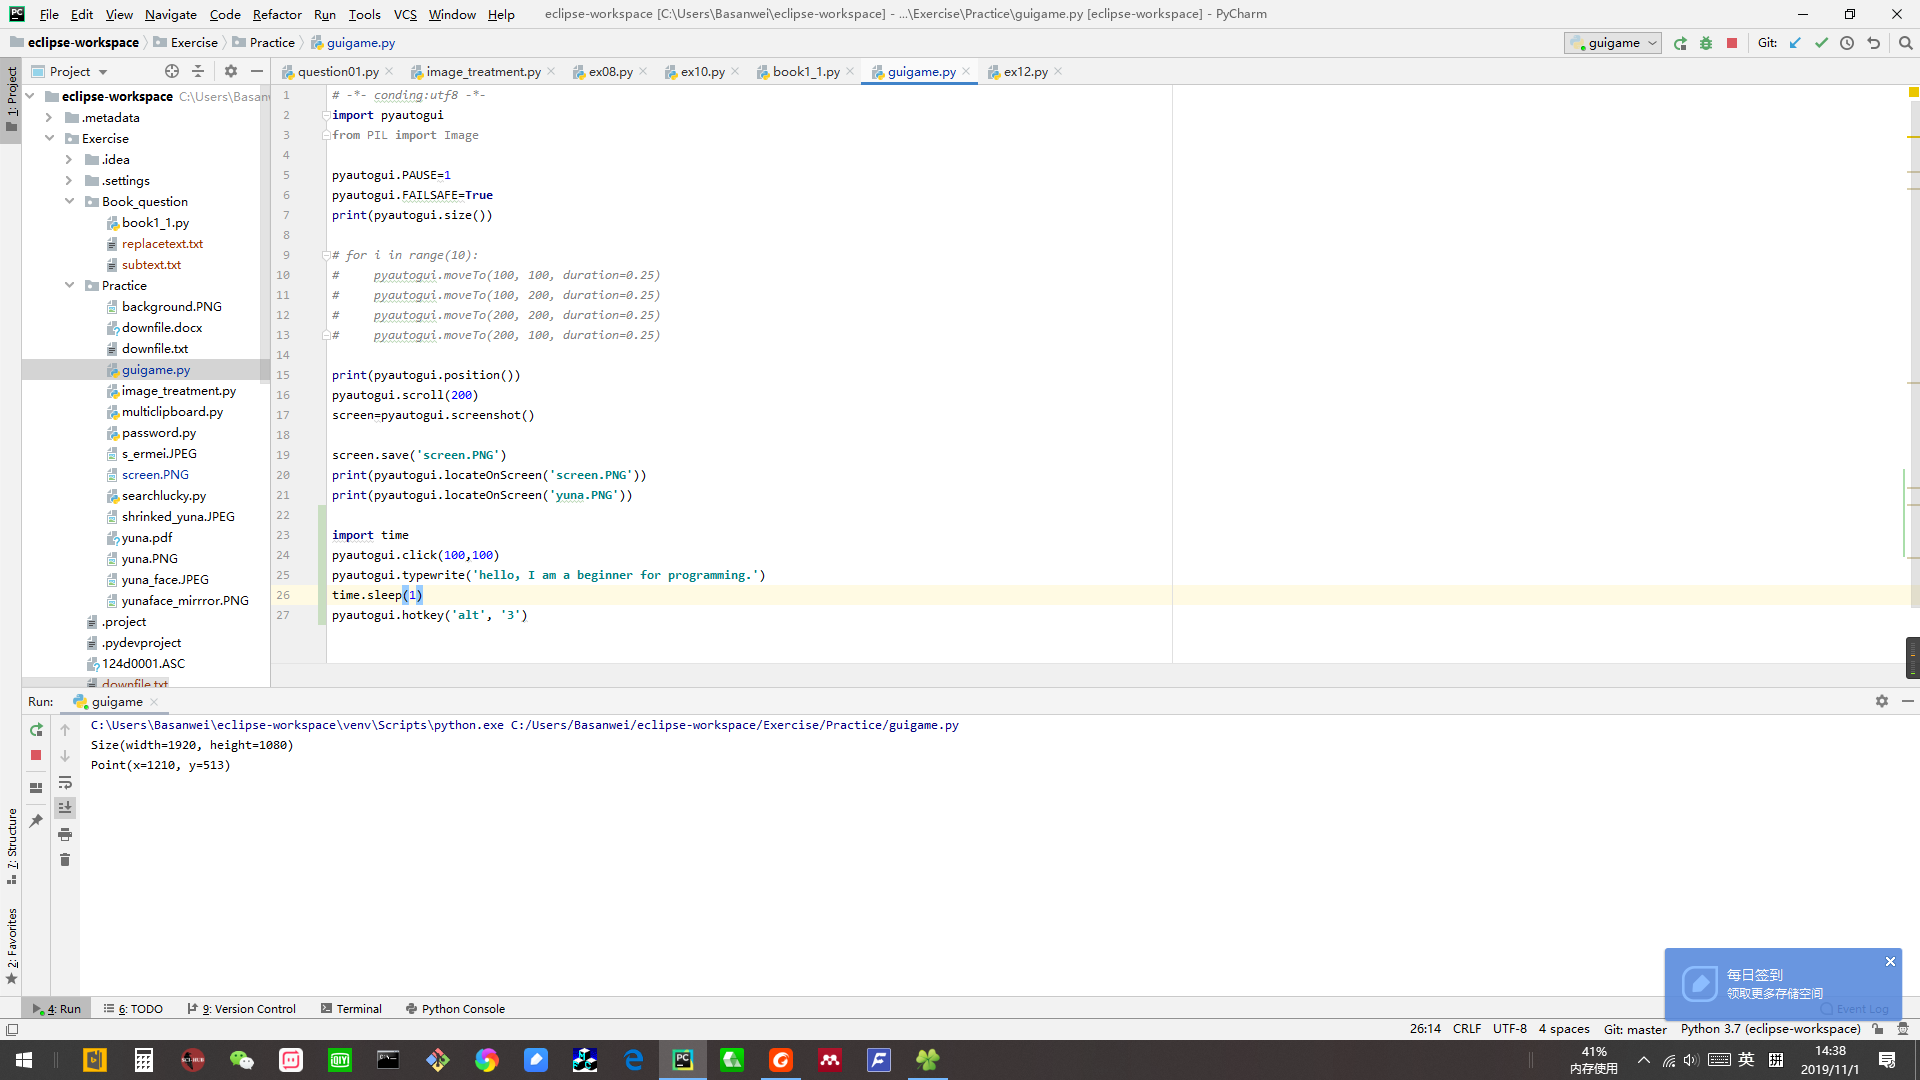 File Edit View Navigate Code Refactor Run Tools VCS Window Help eclipse-workspace [C:\Users\Basanwei\eclipse-workspace] - ...\Exercise\Practice\guigame.py [eclipse-workspace] - PyCharm
eclipse-workspace Exercise Practice guigame.py guigame Git:
1: Project
Project question01.py image_treatment.py ex08.py ex10.py book1_1.py guigame.py ex12.py
eclipse-workspace C:\Users\Basanw
.metadata
Exercise
.idea
.settings
Book_question
book1_1.py
replacetext.txt
subtext.txt
Practice
background.PNG
downfile.docx
downfile.txt
guigame.py
image_treatment.py
multiclipboard.py
password.py
s_ermei.JPEG
screen.PNG
searchlucky.py
shrinked_yuna.JPEG
yuna.pdf
yuna.PNG
yuna_face.JPEG
yunaface_mirrror.PNG
.project
.pydevproject
124d0001.ASC
downfile.txt
1 # -*- conding:utf8 -*-
2 import pyautogui
3 from PIL import Image
4
5 pyautogui.PAUSE=1
6 pyautogui.FAILSAFE=True
7 print(pyautogui.size())
8
9 # for i in range(10):
10 #     pyautogui.moveTo(100, 100, duration=0.25)
11 #     pyautogui.moveTo(100, 200, duration=0.25)
12 #     pyautogui.moveTo(200, 200, duration=0.25)
13 #     pyautogui.moveTo(200, 100, duration=0.25)
14
15 print(pyautogui.position())
16 pyautogui.scroll(200)
17 screen=pyautogui.screenshot()
18
19 screen.save('screen.PNG')
20 print(pyautogui.locateOnScreen('screen.PNG'))
21 print(pyautogui.locateOnScreen('yuna.PNG'))
22
23 import time
24 pyautogui.click(100,100)
25 pyautogui.typewrite('hello, I am a beginner for programming.')
26 time.sleep(1)
27 pyautogui.hotkey('alt', '3')
Run: guigame
C:\Users\Basanwei\eclipse-workspace\venv\Scripts\python.exe C:/Users/Basanwei/eclipse-workspace/Exercise/Practice/guigame.py
Size(width=1920, height=1080)
Point(x=1210, y=513)
7: Structure
2: Favorites
每日签到
领取更多存储空间
4: Run 6: TODO 9: Version Control Terminal Python Console Event Log
26:14 CRLF UTF-8 4 spaces Git: master Python 3.7 (eclipse-workspace)
41%
内存使用
英
14:38
2019/11/1